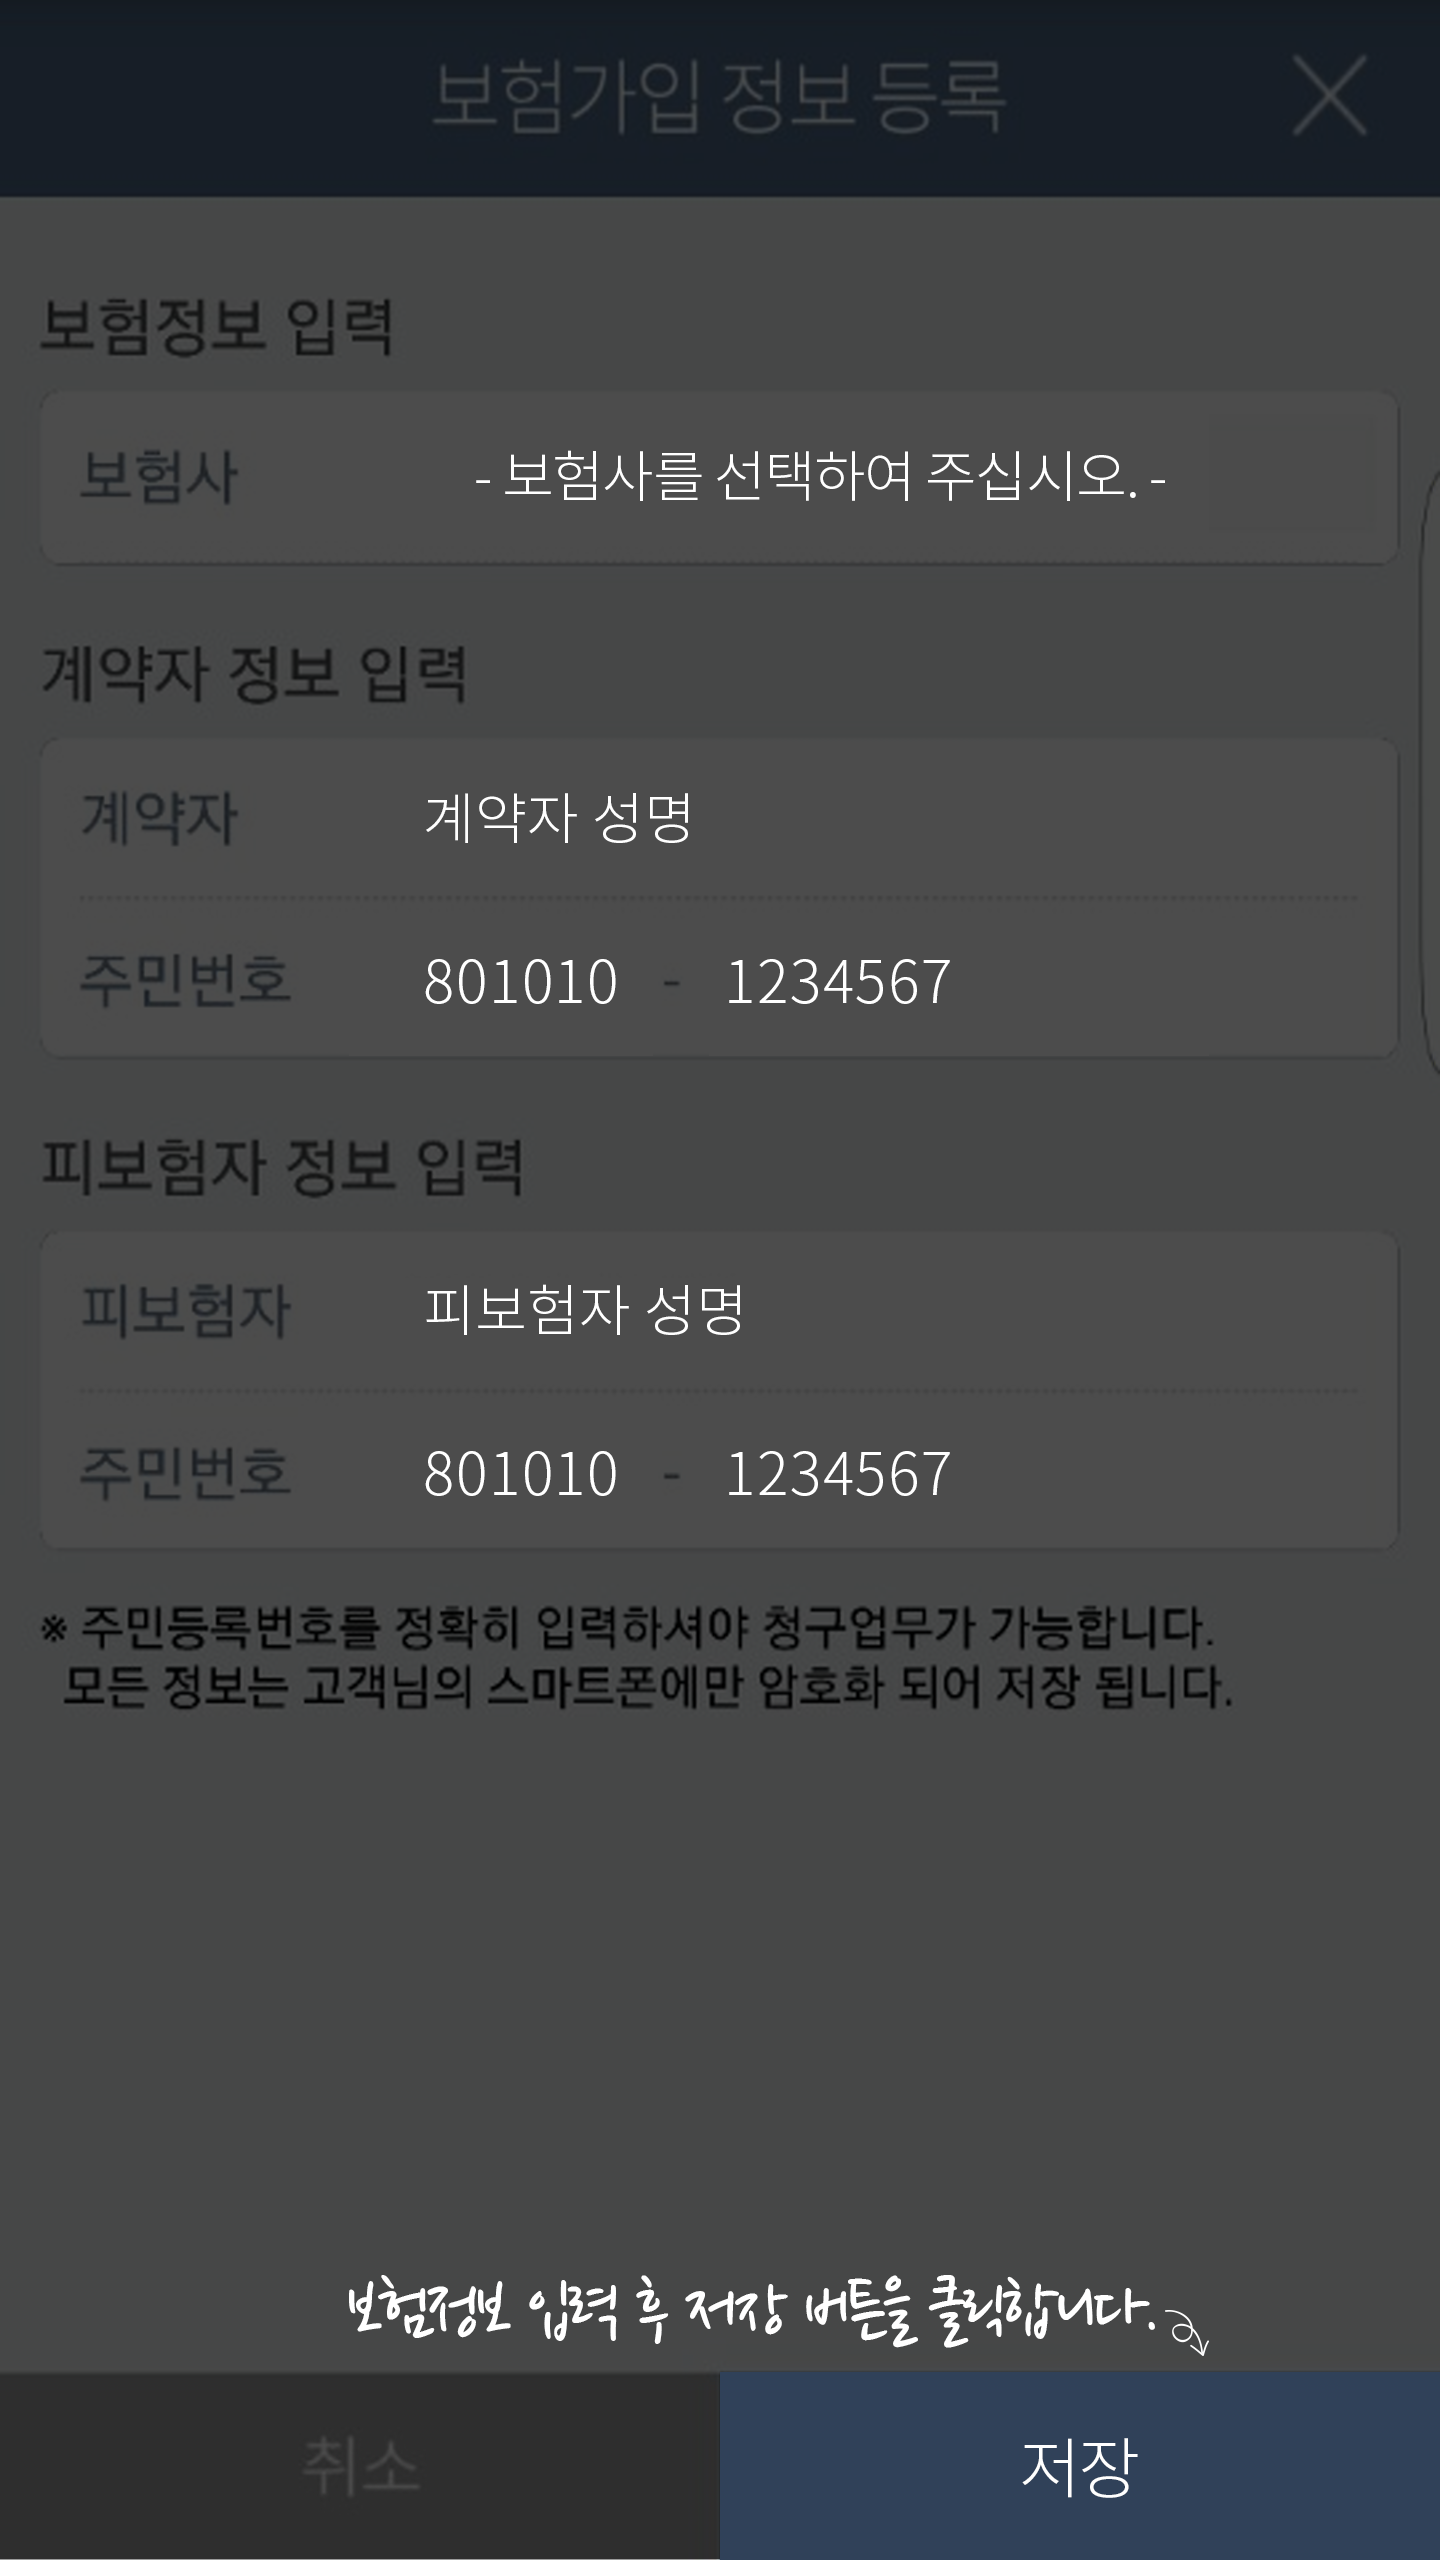 보험가입 정보 등록
보험정보 입력
보험사 - 보험사를 선택하여 주십시오. -
계약자 정보 입력
계약자 계약자 성명
주민번호 801010 - 1234567
피보험자 정보 입력
피보험자 피보험자 성명
주민번호 801010 - 1234567
※ 주민등록번호를 정확히 입력하셔야 청구업무가 가능합니다.
모든 정보는 고객님의 스마트폰에만 암호화 되어 저장 됩니다.
보험정보 입력 후 저장 버튼을 클릭합니다.
취소 저장